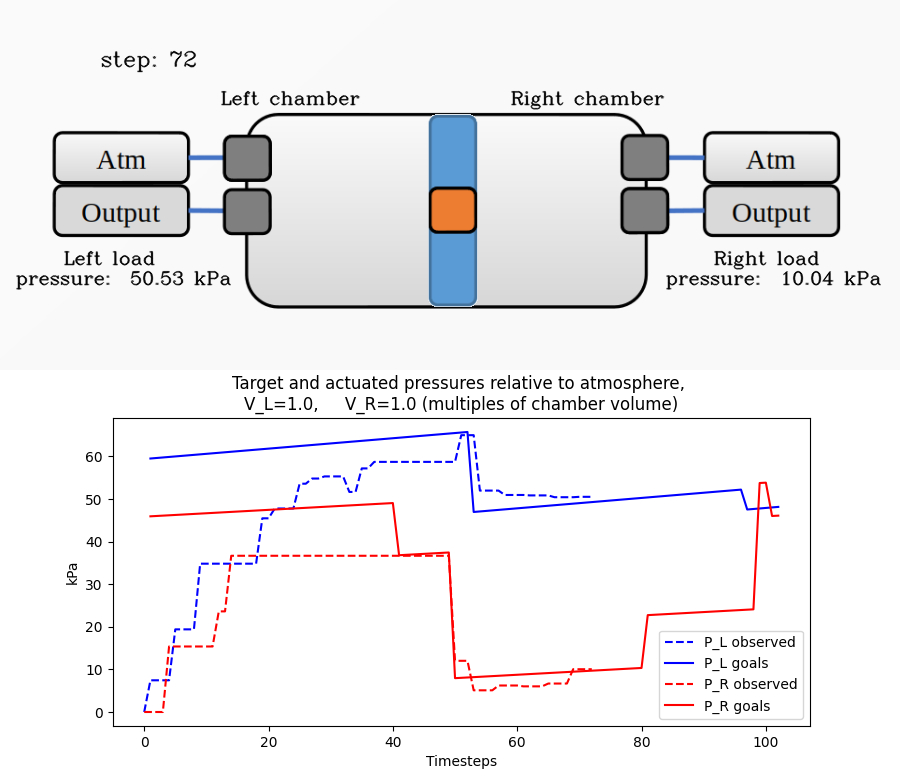 step: 72
Left chamber
Right chamber
Atm
Atm
Output
Output
Left load
pressure: 50.53 kPa
Right load
pressure: 10.04 kPa
Target and actuated pressures relative to atmosphere,
V_L=1.0, V_R=1.0 (multiples of chamber volume)
kPa
60
50
40
30
20
10
0
P_L observed
P_L goals
P_R observed
P_R goals
0 20 40 60 80 100
Timesteps